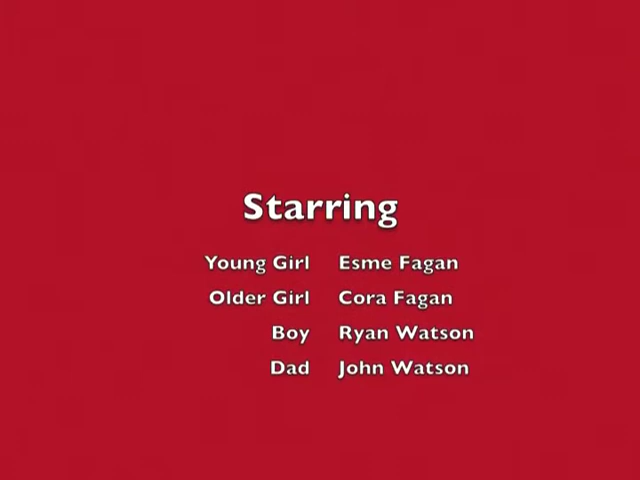 Starring
Young Girl Esme Fagan
Older Girl Cora Fagan
Boy Ryan Watson
Dad John Watson